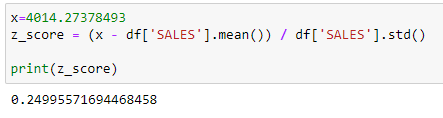 x=4014.27378493
z_score = (x - df['SALES'].mean()) / df['SALES'].std()
print(z_score)
0.24995571694468458